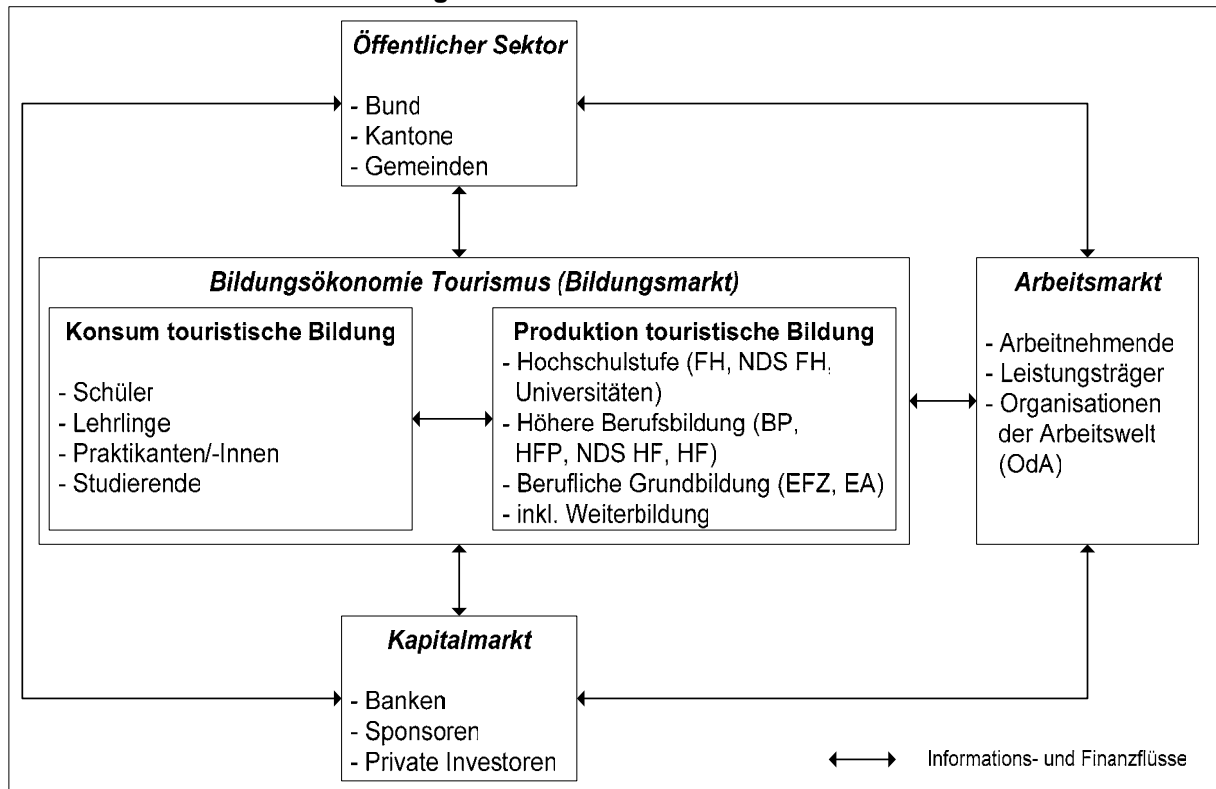 Öffentlicher Sektor
- Bund
- Kantone
- Gemeinden
Bildungsökonomie Tourismus (Bildungsmarkt)
Konsum touristische Bildung
- Schüler
- Lehrlinge
- Praktikanten/-Innen
- Studierende
Produktion touristische Bildung
- Hochschulstufe (FH, NDS FH,
Universitäten)
- Höhere Berufsbildung (BP,
HFP, NDS HF, HF)
- Berufliche Grundbildung (EFZ, EA)
- inkl. Weiterbildung
Arbeitsmarkt
- Arbeitnehmende
- Leistungsträger
- Organisationen
der Arbeitswelt
(OdA)
Kapitalmarkt
- Banken
- Sponsoren
- Private Investoren
Informations- und Finanzflüsse